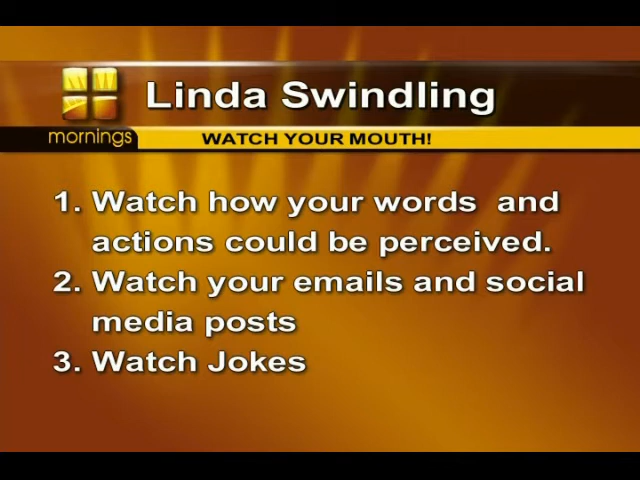 Linda Swindling
mornings
WATCH YOUR MOUTH!
1. Watch how your words and
actions could be perceived.
2. Watch your emails and social
media posts
3. Watch Jokes